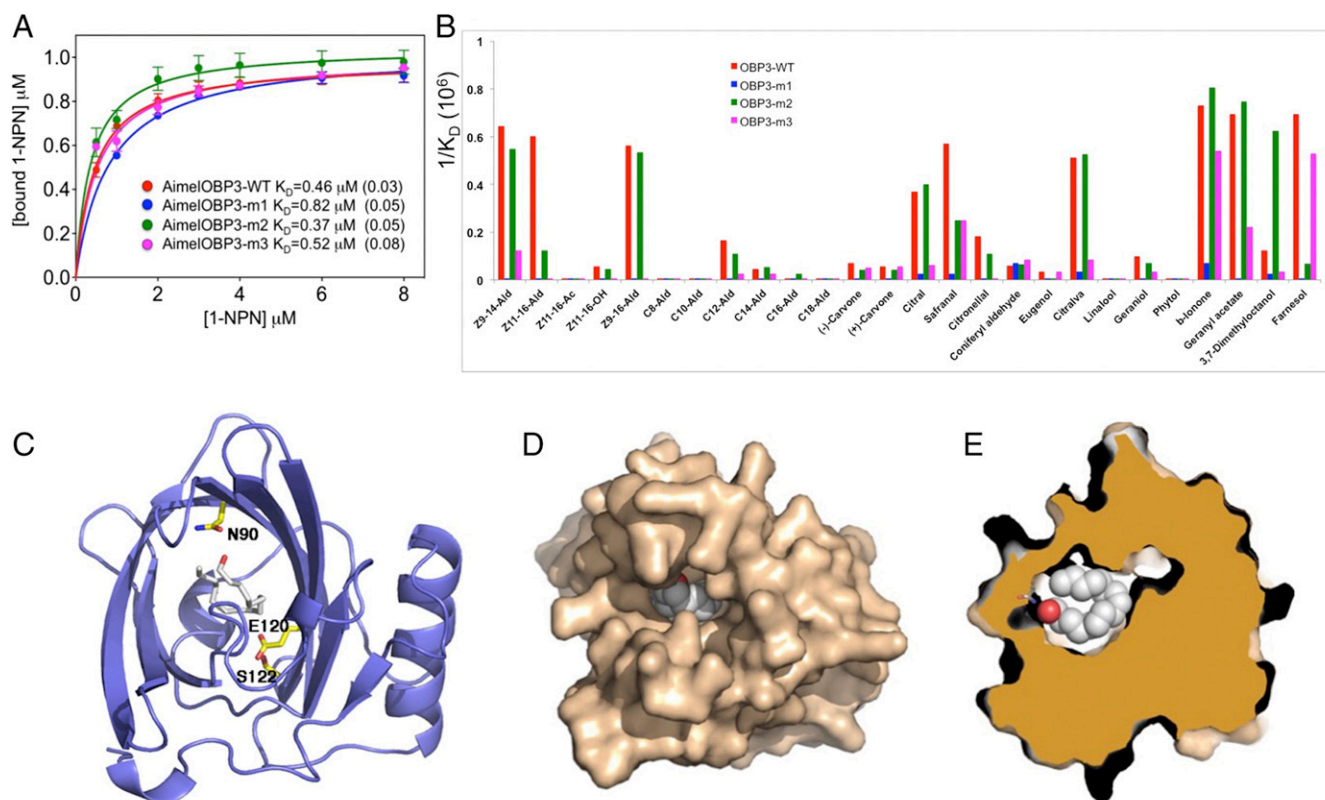 A
1.0
0.8
0.6
0.4
0.2
0.0
0
2
4
6
8
[bound 1-NPN] μM
[1-NPN] μM
AimelOBP3-WT KD=0.46 μM (0.03)
AimelOBP3-m1 KD=0.82 μM (0.05)
AimelOBP3-m2 KD=0.37 μM (0.05)
AimelOBP3-m3 KD=0.52 μM (0.08)
B
1
0.8
0.6
0.4
0.2
0
1/KD (10⁶)
OBP3-WT
OBP3-m1
OBP3-m2
OBP3-m3
Z9-14-Ald
Z11-16-Ald
Z11-16-Ac
Z11-16-OH
Z9-16-Ald
C8-Ald
C10-Ald
C12-Ald
C14-Ald
C16-Ald
C18-Ald
(-)-Carvone
(+)-Carvone
Citral
Safranal
Citronellal
Coniferyl aldehyde
Eugenol
Citralva
Linalool
Geraniol
Phytol
b-Ionone
Geranyl acetate
3,7-Dimethyloctanol
Farnesol
C
N90
E120
S122
D
E